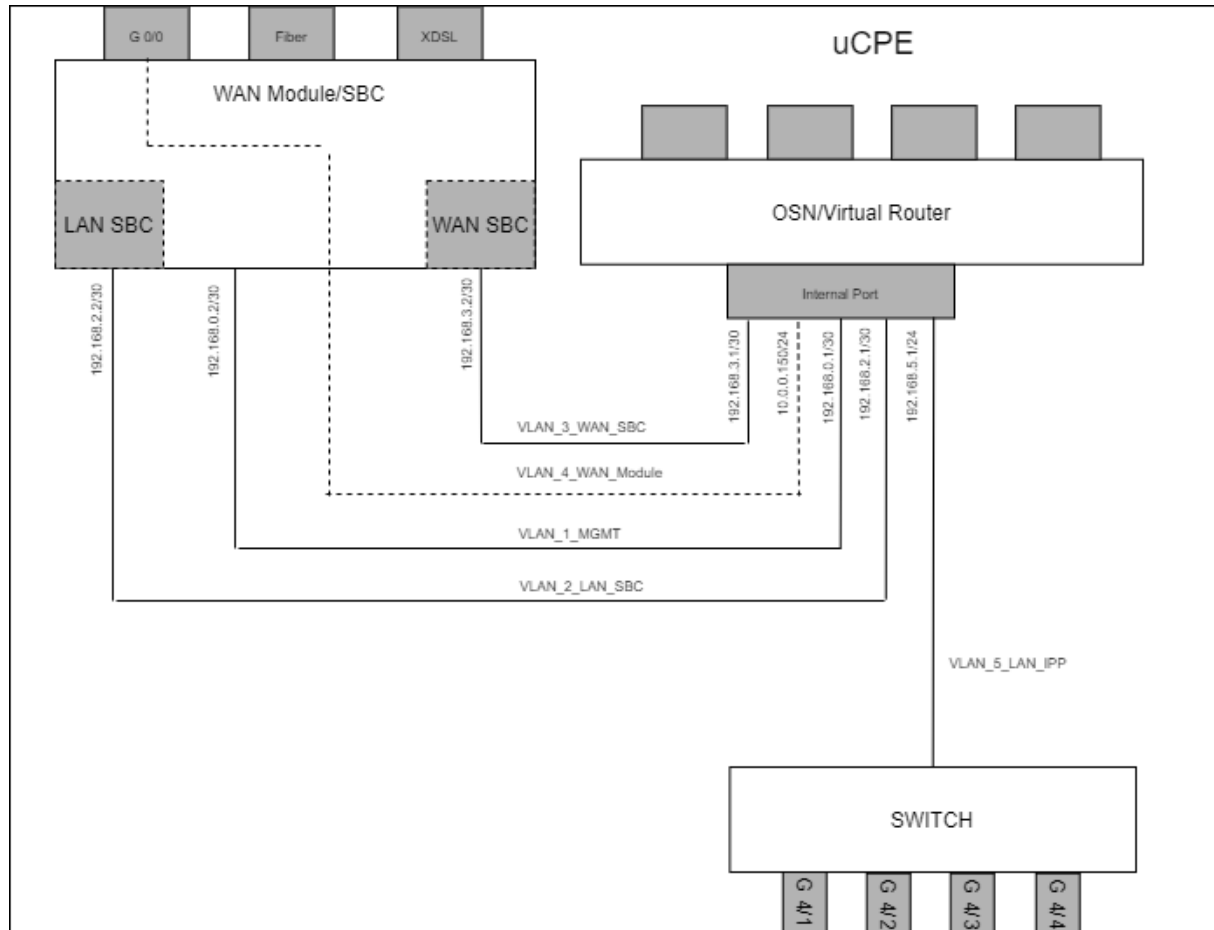 G 0/0
Fiber
XDSL
uCPE
WAN Module/SBC
LAN SBC
WAN SBC
OSN/Virtual Router
Internal Port
192.168.2.2/30
192.168.0.2/30
192.168.3.2/30
192.168.3.1/30
10.0.0.150/24
192.168.0.1/30
192.168.2.1/30
192.168.5.1/24
VLAN_3_WAN_SBC
VLAN_4_WAN_Module
VLAN_1_MGMT
VLAN_2_LAN_SBC
VLAN_5_LAN_IPP
SWITCH
G 4/1
G 4/2
G 4/3
G 4/4